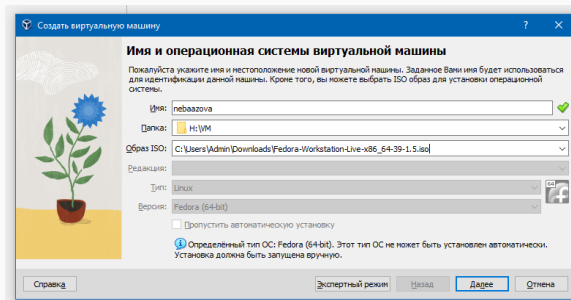 Создать виртуальную машину
Имя и операционная системы виртуальной машины
Пожалуйста укажите имя и местоположение новой виртуальной машины. Заданное Вами имя будет использоваться
для идентификации данной машины. Кроме того, вы можете выбрать ISO образ для установки операционной
системы.
Имя: nebaazova
Папка: H:\VM
Образ ISO: C:\Users\Admin\Downloads\Fedora-Workstation-Live-x86_64-39-1.5.iso
Редакция:
Тип: Linux
64
Версия: Fedora (64-bit)
Пропустить автоматическую установку
Определённый тип ОС: Fedora (64-bit). Этот тип ОС не может быть установлен автоматически.
Установка должна быть запущена вручную.
Справка Экспертный режим Назад Далее Отмена